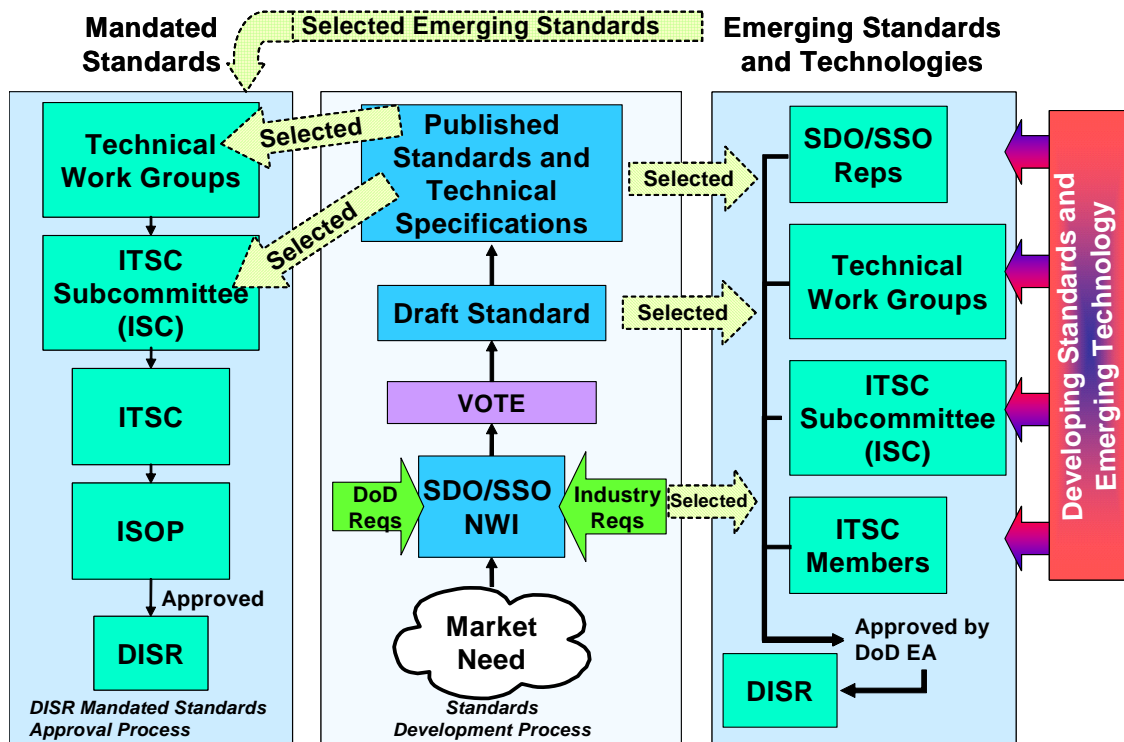 Mandated
Standards
Selected Emerging Standards
Emerging Standards
and Technologies
Technical
Work Groups
ITSC
Subcommittee
(ISC)
ITSC
ISOP
Approved
DISR
DISR Mandated Standards
Approval Process
Selected
Selected
Published
Standards and
Technical
Specifications
Draft Standard
VOTE
DoD
Reqs
SDO/SSO
NWI
Industry
Reqs
Market
Need
Standards
Development Process
Selected
Selected
Selected
SDO/SSO
Reps
Technical
Work Groups
ITSC
Subcommittee
(ISC)
ITSC
Members
Approved by
DoD EA
DISR
Developing Standards and
Emerging Technology